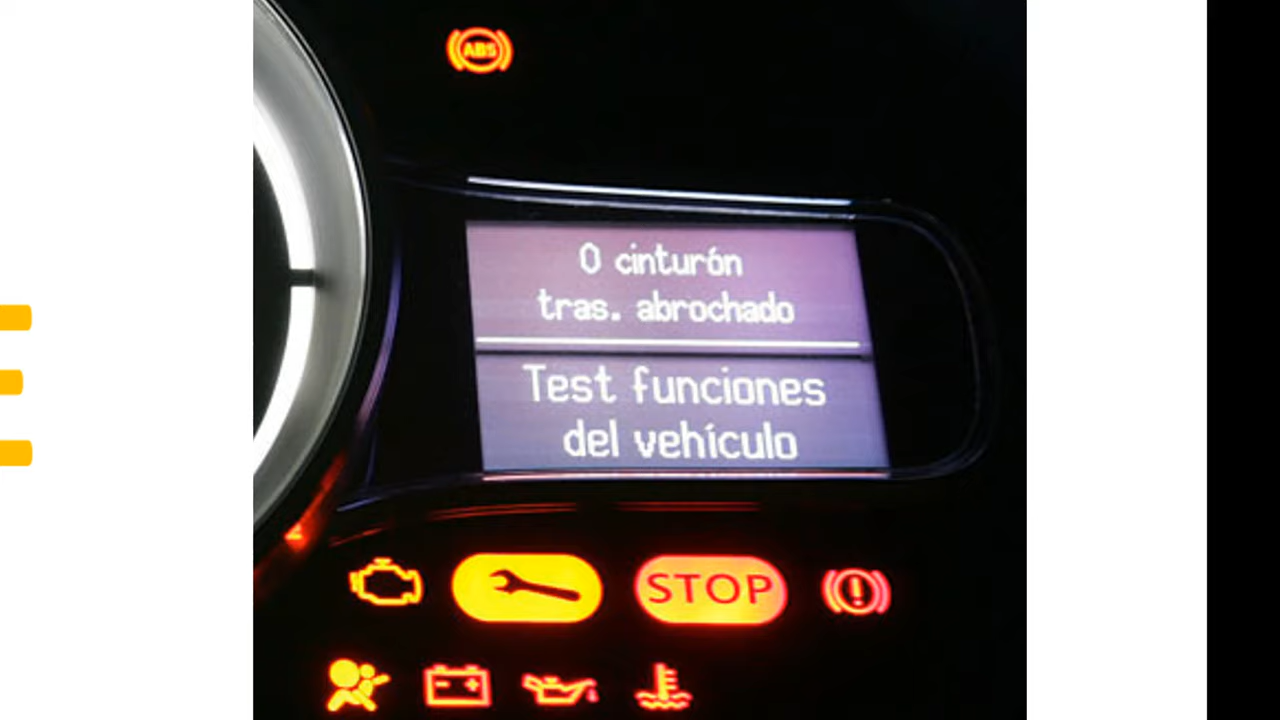 ABS
0 cinturón
tras. abrochado
Test funciones
del vehículo
STOP